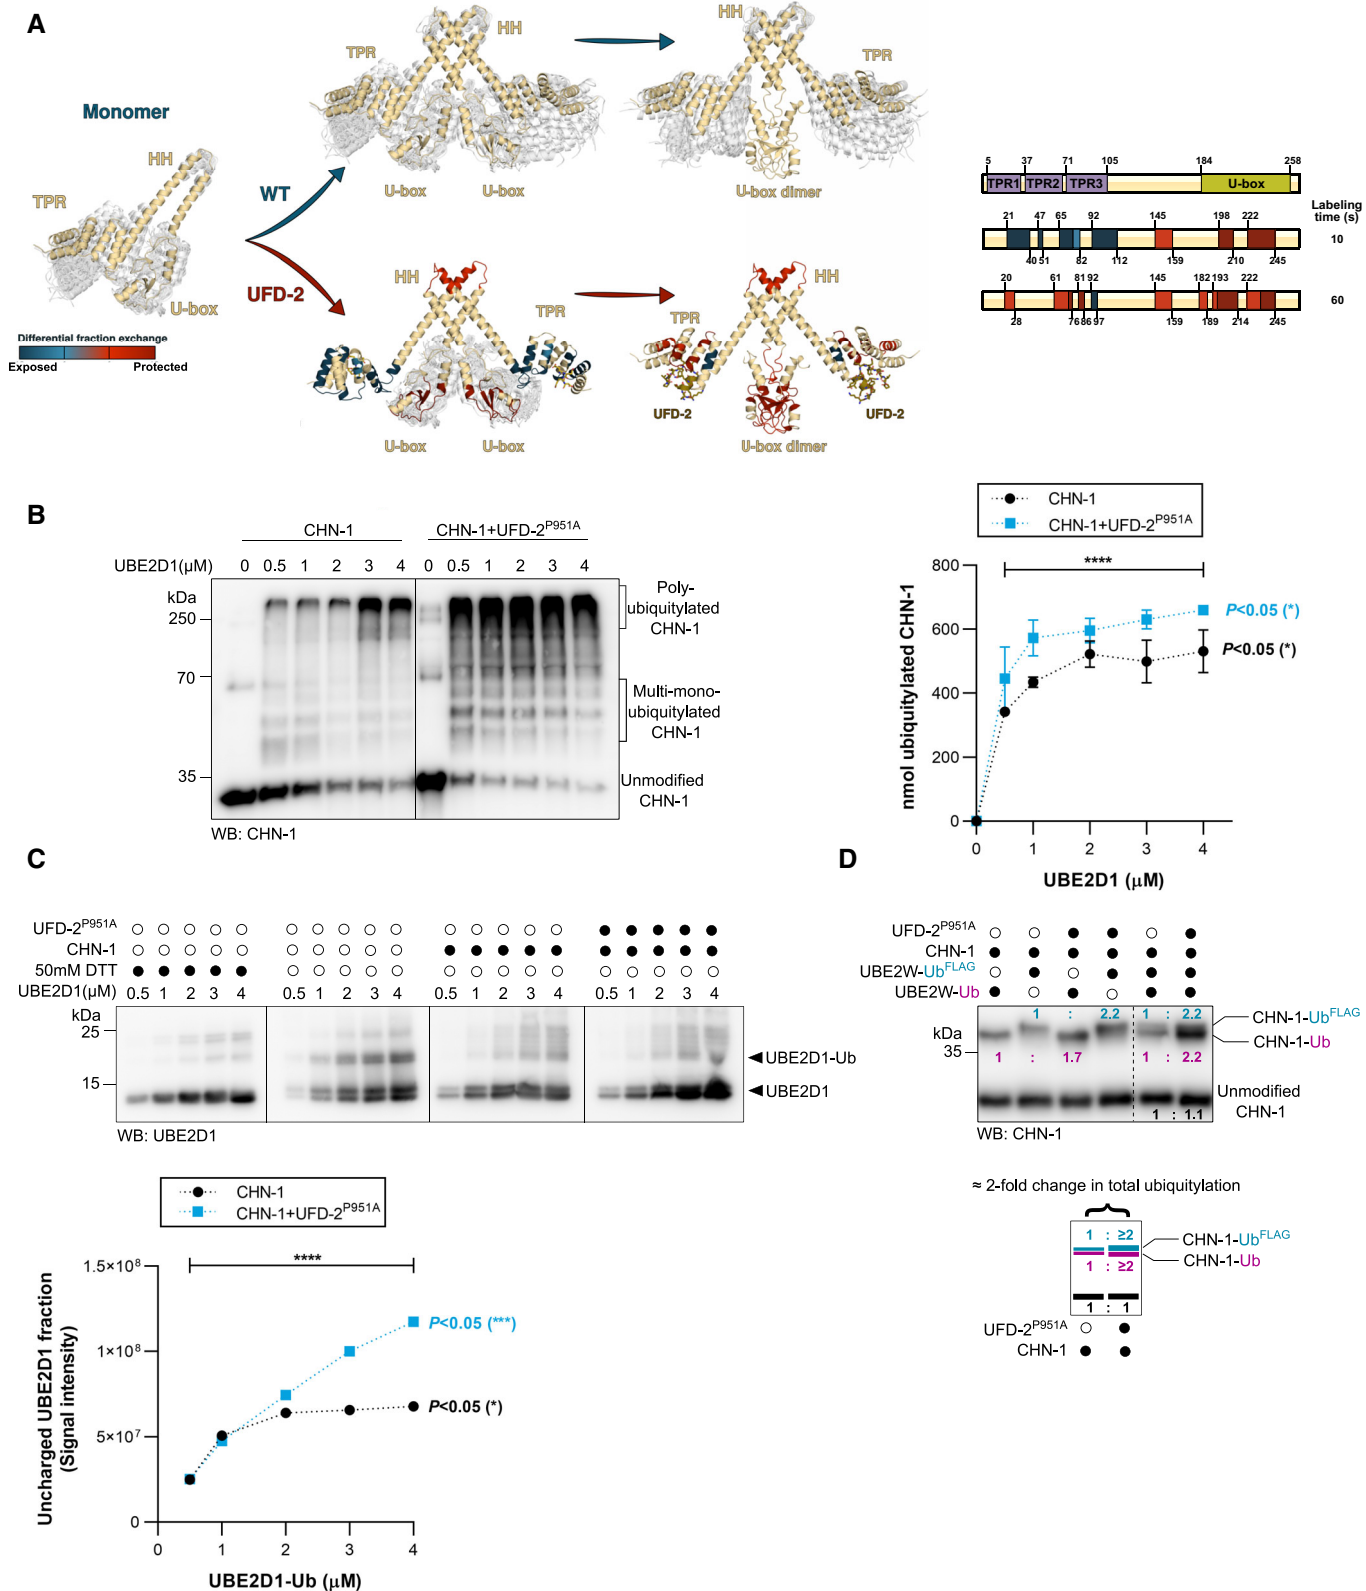 A
TPR
HH
HH
TPR
Monomer
HH
TPR
WT
U-box
U-box
U-box dimer
UFD-2
U-box
HH
TPR
HH
TPR
Differential fraction exchange
Exposed
Protected
UFD-2
UFD-2
U-box
U-box
U-box dimer
5 37 71 105 184 258
TPR1 TPR2 TPR3 U-box
Labeling
time (s)
21 47 65 92 145 198 222
10
40 51 82 112 159 210 245
20 61 81 92 145 182 193 222
60
28 76 86 97 159 189 214 245
B
CHN-1
CHN-1+UFD-2P951A
UBE2D1(μM) 0 0.5 1 2 3 4 0 0.5 1 2 3 4
kDa
250
70
35
Poly-
ubiquitylated
CHN-1
Multi-mono-
ubiquitylated
CHN-1
Unmodified
CHN-1
WB: CHN-1
CHN-1
CHN-1+UFD-2P951A
****
800
600
400
200
0
P<0.05 (*)
P<0.05 (*)
nmol ubiquitylated CHN-1
0 1 2 3 4
UBE2D1 (μM)
C
UFD-2P951A
CHN-1
50mM DTT
UBE2D1(μM) 0.5 1 2 3 4 0.5 1 2 3 4 0.5 1 2 3 4 0.5 1 2 3 4
kDa
25
15
UBE2D1-Ub
UBE2D1
WB: UBE2D1
CHN-1
CHN-1+UFD-2P951A
****
1.5×10⁸
1×10⁸
5×10⁷
0
P<0.05 (***)
P<0.05 (*)
Uncharged UBE2D1 fraction
(Signal intensity)
0 1 2 3 4
UBE2D1-Ub (μM)
D
UFD-2P951A
CHN-1
UBE2W-UbFLAG
UBE2W-Ub
1 : 2.2 1 : 2.2
kDa
35
1 : 1.7 1 : 2.2
CHN-1-UbFLAG
CHN-1-Ub
Unmodified
CHN-1
1 : 1.1
WB: CHN-1
≈ 2-fold change in total ubiquitylation
1 : ≥2
CHN-1-UbFLAG
CHN-1-Ub
1 : ≥2
1 : 1
UFD-2P951A
CHN-1